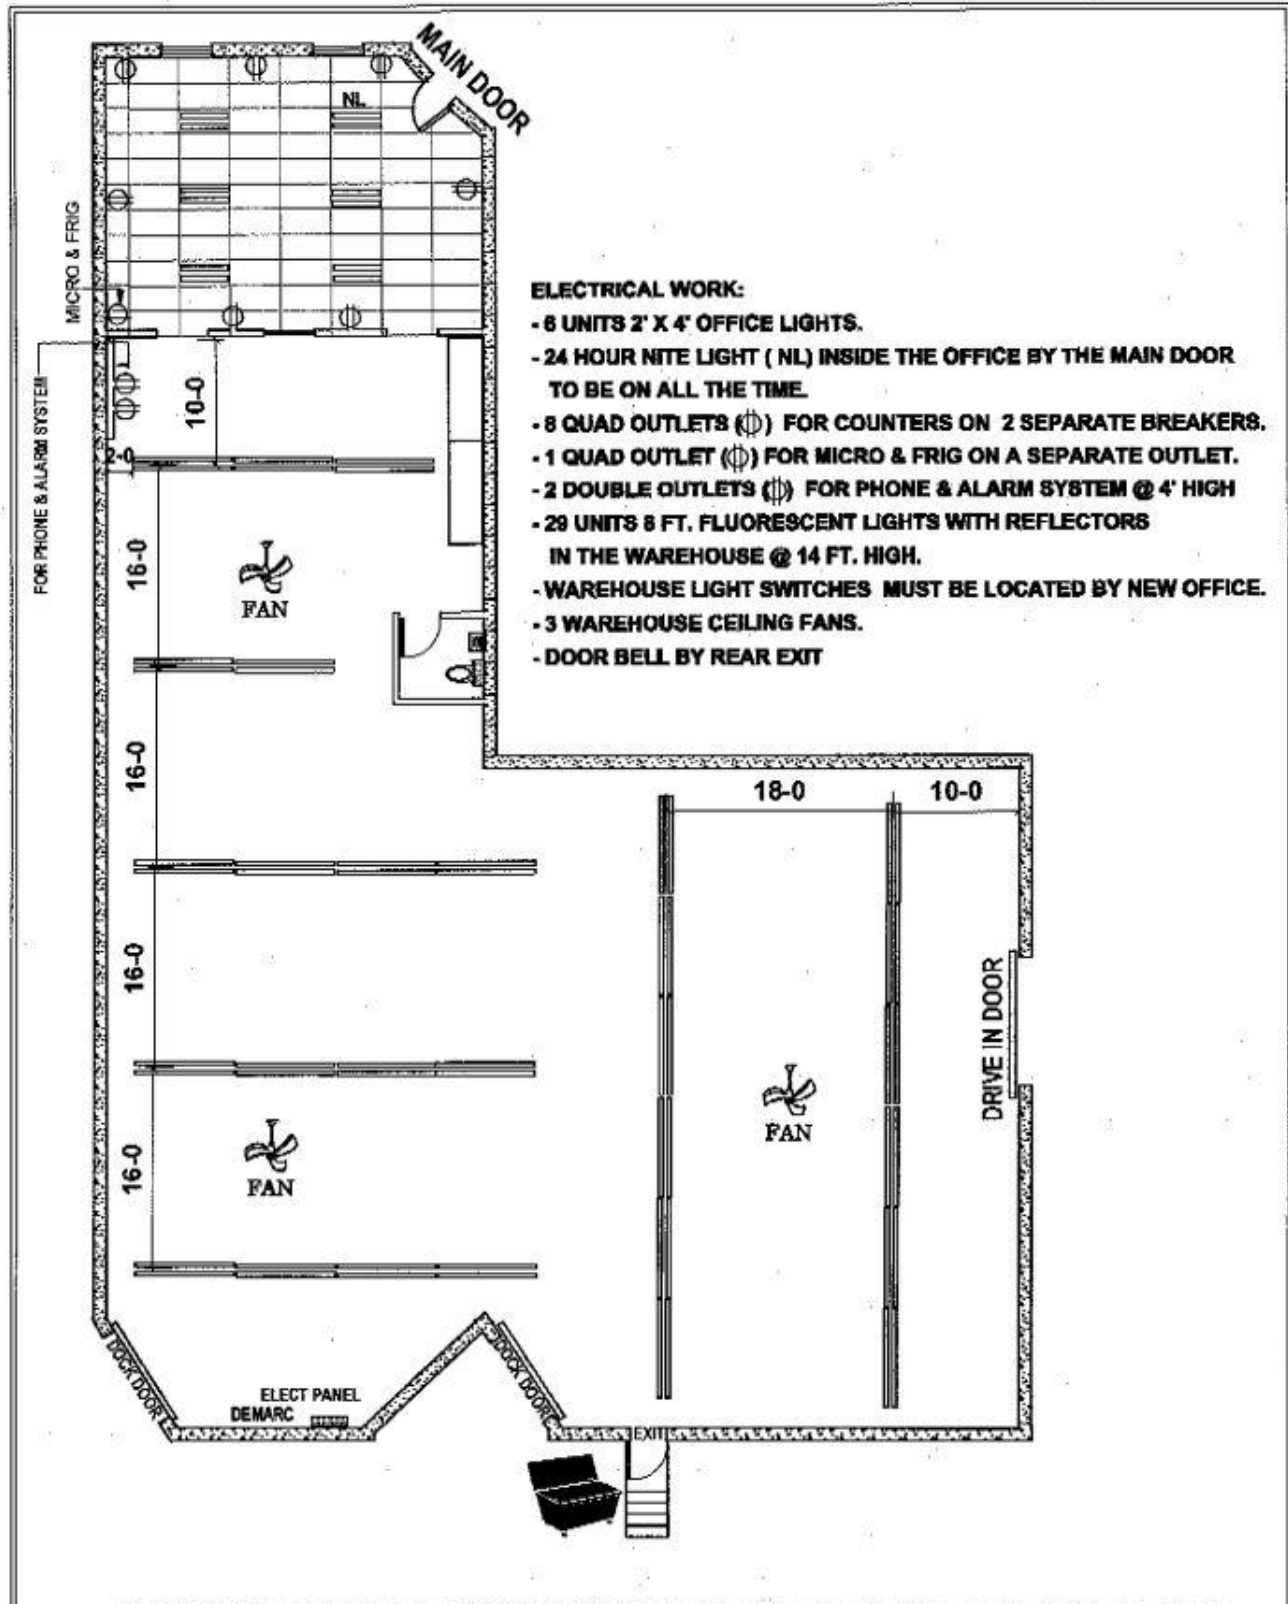 MAIN DOOR
NL
MICRO & FRIG
FOR PHONE & ALARM SYSTEM
10-0
2-0
ELECTRICAL WORK:
- 6 UNITS 2' X 4' OFFICE LIGHTS.
- 24 HOUR NITE LIGHT ( NL) INSIDE THE OFFICE BY THE MAIN DOOR
TO BE ON ALL THE TIME.
- 8 QUAD OUTLETS ( ) FOR COUNTERS ON 2 SEPARATE BREAKERS.
- 1 QUAD OUTLET ( ) FOR MICRO & FRIG ON A SEPARATE OUTLET.
- 2 DOUBLE OUTLETS ( ) FOR PHONE & ALARM SYSTEM @ 4' HIGH
- 29 UNITS 8 FT. FLUORESCENT LIGHTS WITH REFLECTORS
IN THE WAREHOUSE @ 14 FT. HIGH.
- WAREHOUSE LIGHT SWITCHES MUST BE LOCATED BY NEW OFFICE.
- 3 WAREHOUSE CEILING FANS.
- DOOR BELL BY REAR EXIT
16-0
FAN
16-0
18-0
10-0
16-0
DRIVE IN DOOR
FAN
16-0
FAN
DOCK DOOR
DOCK DOOR
ELECT PANEL
DEMARC
EXIT